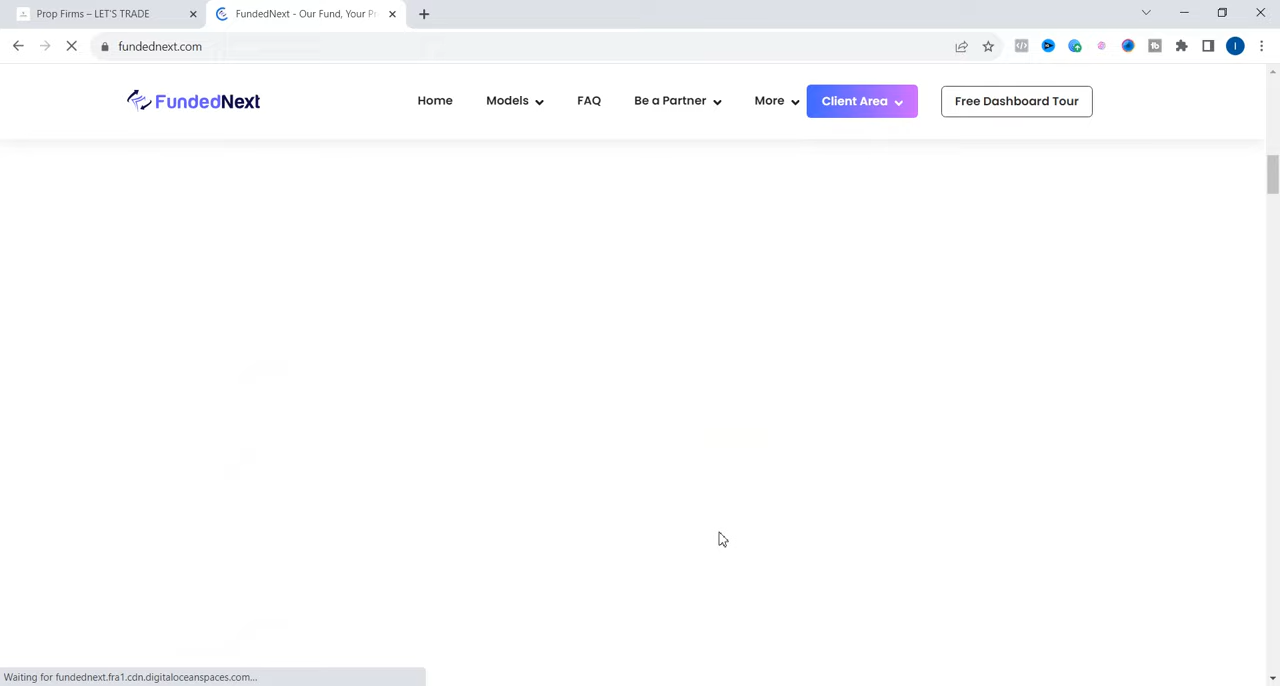 Prop Firms – LET'S TRADE
FundedNext - Our Fund, Your Pr
fundednext.com
FundedNext
Home
Models
FAQ
Be a Partner
More
Client Area
Free Dashboard Tour
Waiting for fundednext.fra1.cdn.digitaloceanspaces.com...